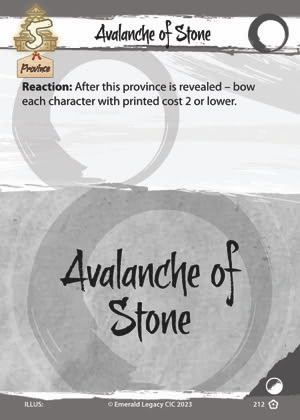 5
Avalanche of Stone
Province
Reaction: After this province is revealed – bow
each character with printed cost 2 or lower.
Avalanche of
Stone
ILLUS:
© Emerald Legacy CIC 2023
212